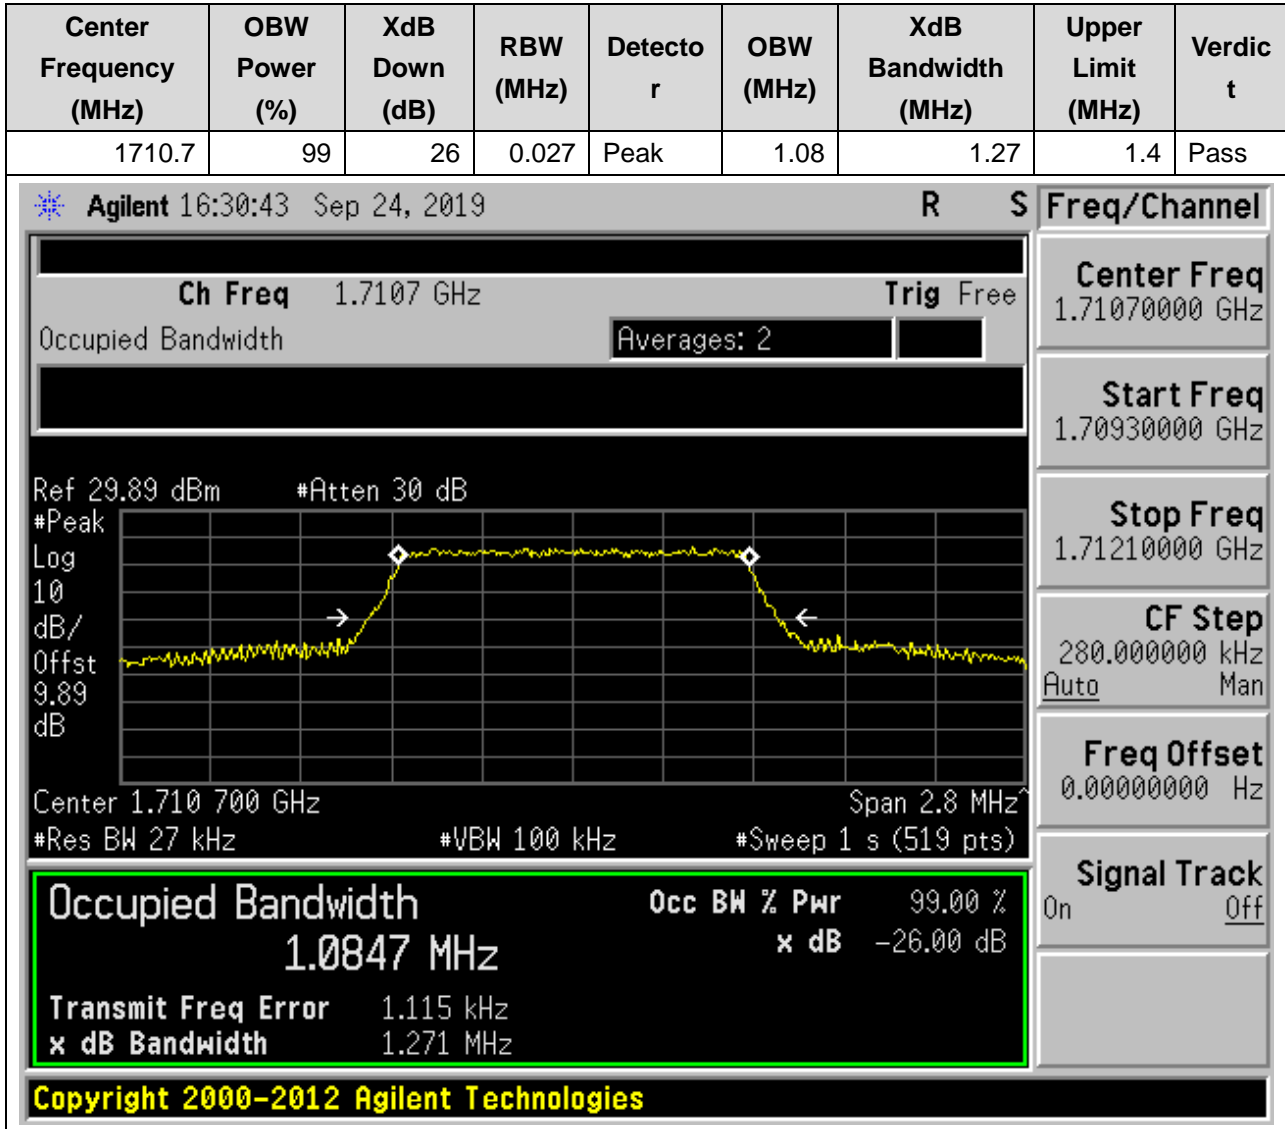 Center Frequency (MHz) OBW Power (%) XdB Down (dB) RBW (MHz) Detecto r OBW (MHz) XdB Bandwidth (MHz) Upper Limit (MHz) Verdic t
1710.7 99 26 0.027 Peak 1.08 1.27 1.4 Pass
Agilent 16:30:43 Sep 24, 2019 R S Freq/Channel
Ch Freq 1.7107 GHz Trig Free
Occupied Bandwidth Averages: 2
Center Freq
1.71070000 GHz
Start Freq
1.70930000 GHz
Stop Freq
1.71210000 GHz
CF Step
280.000000 kHz
Auto Man
Freq Offset
0.00000000 Hz
Signal Track
On Off
Ref 29.89 dBm #Atten 30 dB
#Peak
Log
10
dB/
Offst
9.89
dB
Center 1.710 700 GHz Span 2.8 MHz^
#Res BW 27 kHz #VBW 100 kHz #Sweep 1 s (519 pts)
Occupied Bandwidth Occ BW % Pwr 99.00 %
1.0847 MHz x dB -26.00 dB
Transmit Freq Error 1.115 kHz
x dB Bandwidth 1.271 MHz
Copyright 2000-2012 Agilent Technologies